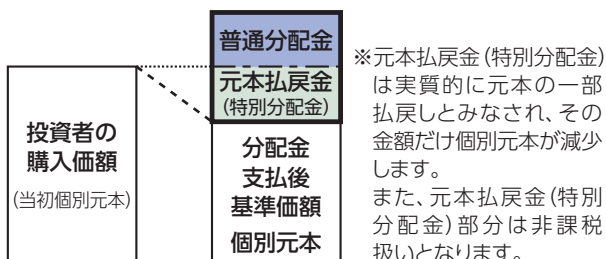 普通分配金
元本払戻金
(特別分配金)
投資者の
購入価額
(当初個別元本)
分配金
支払後
基準価額
個別元本
※元本払戻金(特別分配金)
は実質的に元本の一部
払戻しとみなされ、その
金額だけ個別元本が減少
します。
また、元本払戻金(特別
分配金)部分は非課税
扱いとなります。